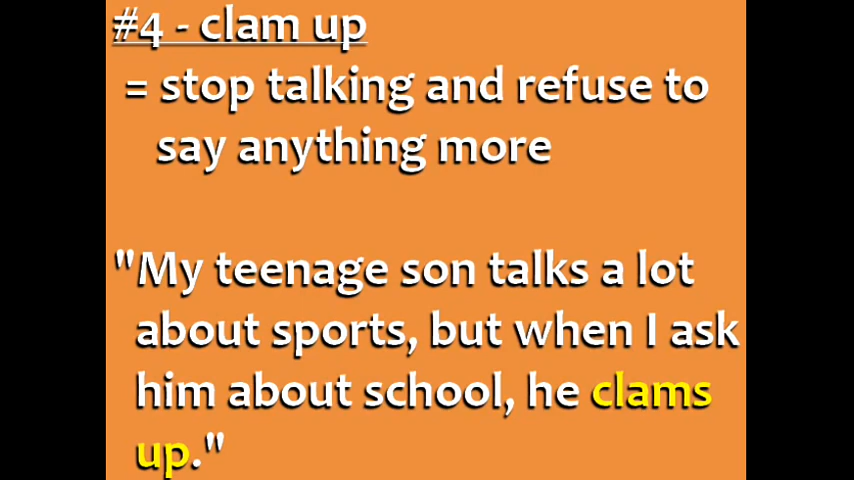 #4 - clam up
= stop talking and refuse to
say anything more
"My teenage son talks a lot
about sports, but when I ask
him about school, he clams
up."